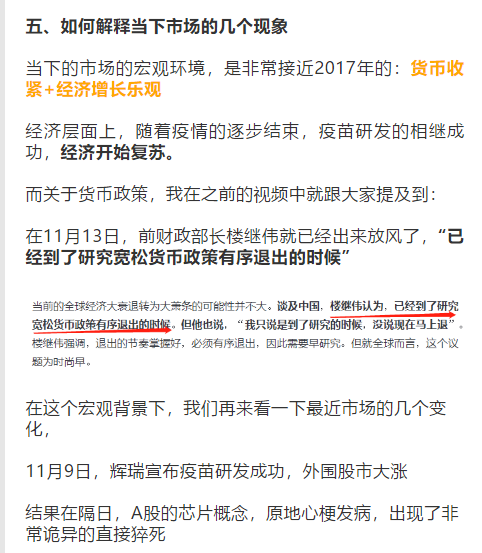 五、如何解释当下市场的几个现象
当下的市场的宏观环境，是非常接近2017年的：货币收
紧+经济增长乐观
经济层面上，随着疫情的逐步结束，疫苗研发的相继成
功，经济开始复苏。
而关于货币政策，我在之前的视频中就跟大家提及到：
在11月13日，前财政部长楼继伟就已经出来放风了，“已
经到了研究宽松货币政策有序退出的时候”
当前的全球经济大衰退转为大萧条的可能性并不大。谈及中国，楼继伟认为，已经到了研究
宽松货币政策有序退出的时候。但他也说，“我只说是到了研究的时候，没说现在马上退”。
楼继伟强调，退出的节奏掌握好，必须有序退出，因此需要早研究。但就全球而言，这个议
题为时尚早。
在这个宏观背景下，我们再来看一下最近市场的几个变
化，
11月9日，辉瑞宣布疫苗研发成功，外围股市大涨
结果在隔日，A股的芯片概念，原地心梗发病，出现了非
常诡异的直接猝死